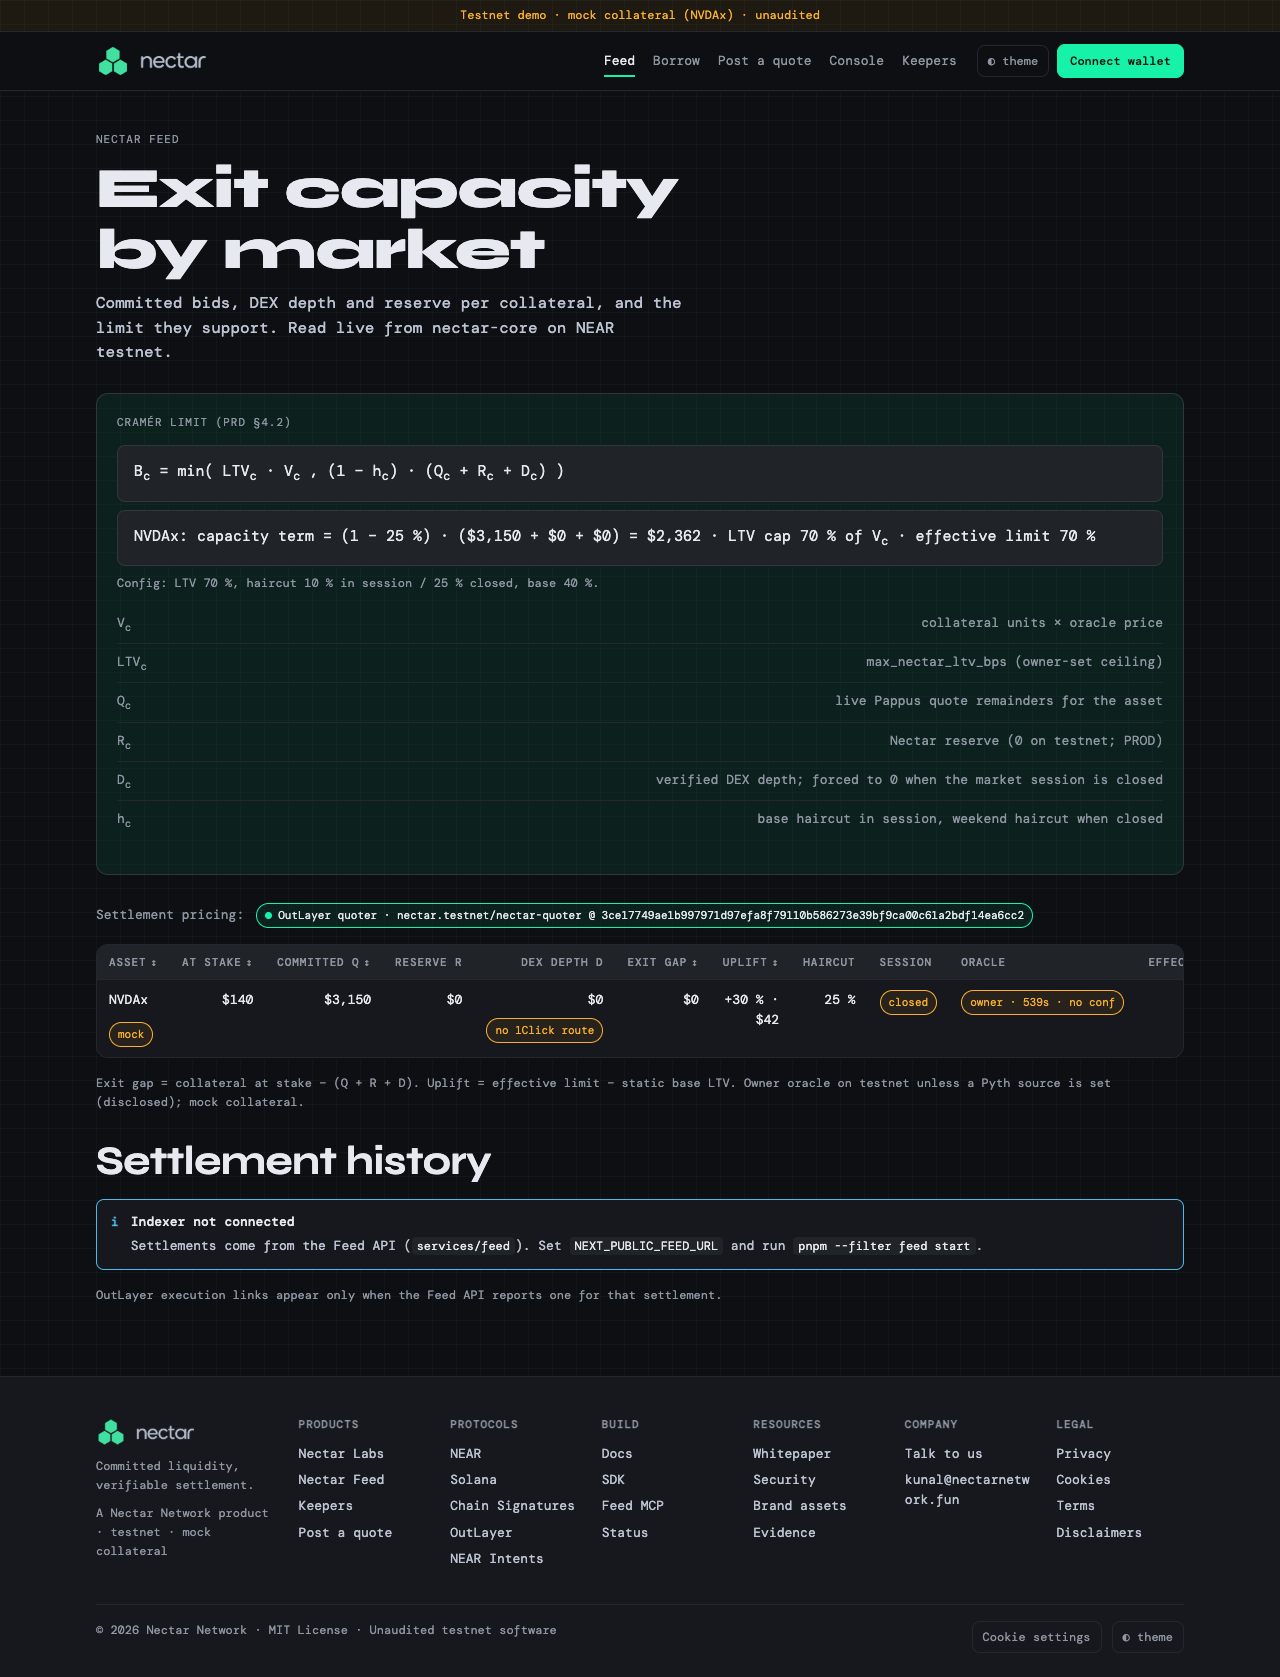 Testnet demo · mock collateral (NVDAx) · unaudited
nectar
Feed Borrow Post a quote Console Keepers ◐ theme Connect wallet
NECTAR FEED
Exit capacity
by market
Committed bids, DEX depth and reserve per collateral, and the
limit they support. Read live from nectar-core on NEAR
testnet.
CRAMÉR LIMIT (PRD §4.2)
Bc = min( LTVc · Vc , (1 − hc) · (Qc + Rc + Dc) )
NVDAx: capacity term = (1 − 25 %) · ($3,150 + $0 + $0) = $2,362 · LTV cap 70 % of Vc · effective limit 70 %
Config: LTV 70 %, haircut 10 % in session / 25 % closed, base 40 %.
Vc collateral units × oracle price
LTVc max_nectar_ltv_bps (owner-set ceiling)
Qc live Pappus quote remainders for the asset
Rc Nectar reserve (0 on testnet; PROD)
Dc verified DEX depth; forced to 0 when the market session is closed
hc base haircut in session, weekend haircut when closed
Settlement pricing: OutLayer quoter · nectar.testnet/nectar-quoter @ 3ce17749ae1b997971d97efa8f79110b586273e39bf9ca00c61a2bdf14ea6cc2
ASSET ↕ AT STAKE ↕ COMMITTED Q ↕ RESERVE R DEX DEPTH D EXIT GAP ↕ UPLIFT ↕ HAIRCUT SESSION ORACLE EFFEC
NVDAx $140 $3,150 $0 $0 $0 +30 % · 25 % closed owner · 539s · no conf
$42
mock no 1Click route
Exit gap = collateral at stake − (Q + R + D). Uplift = effective limit − static base LTV. Owner oracle on testnet unless a Pyth source is set
(disclosed); mock collateral.
Settlement history
i Indexer not connected
Settlements come from the Feed API (services/feed). Set NEXT_PUBLIC_FEED_URL and run pnpm --filter feed start.
OutLayer execution links appear only when the Feed API reports one for that settlement.
nectar
Committed liquidity,
verifiable settlement.
A Nectar Network product
· testnet · mock
collateral
PRODUCTS
Nectar Labs
Nectar Feed
Keepers
Post a quote
PROTOCOLS
NEAR
Solana
Chain Signatures
OutLayer
NEAR Intents
BUILD
Docs
SDK
Feed MCP
Status
RESOURCES
Whitepaper
Security
Brand assets
Evidence
COMPANY
Talk to us
kunal@nectarnetw
ork.fun
LEGAL
Privacy
Cookies
Terms
Disclaimers
© 2026 Nectar Network · MIT License · Unaudited testnet software
Cookie settings ◐ theme